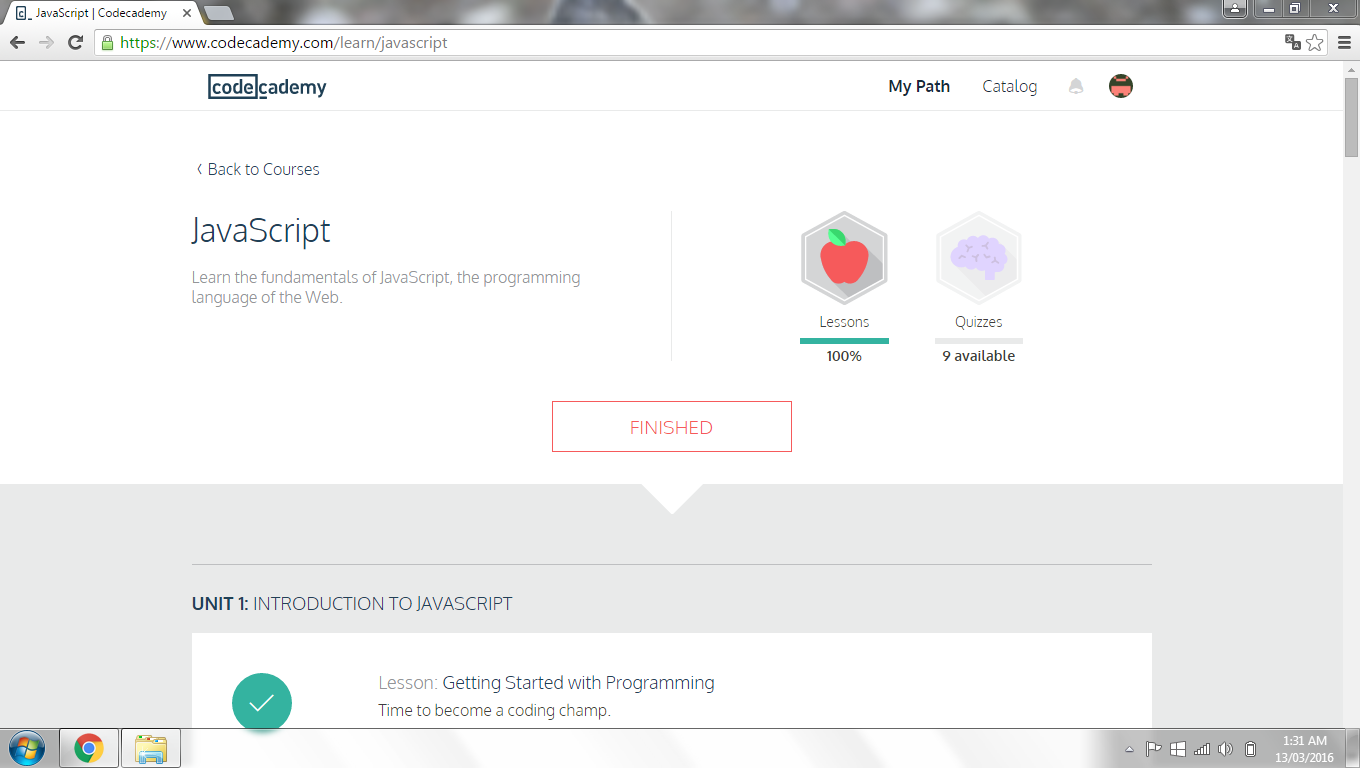 JavaScript | Codecademy
https://www.codecademy.com/learn/javascript
codecademy
My Path
Catalog
Back to Courses
JavaScript
Learn the fundamentals of JavaScript, the programming
language of the Web.
Lessons
100%
Quizzes
9 available
FINISHED
UNIT 1: INTRODUCTION TO JAVASCRIPT
Lesson: Getting Started with Programming
Time to become a coding champ.
1:31 AM
13/03/2016